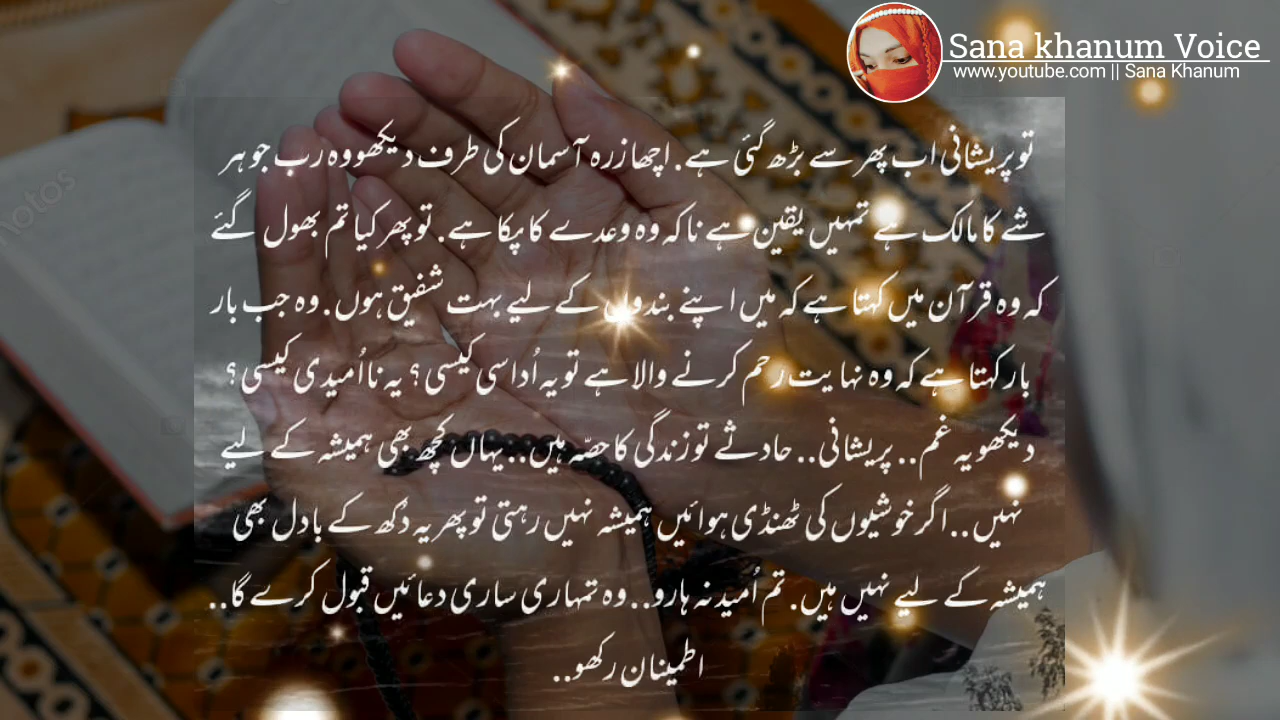 Sana khanum Voice
www.youtube.com || Sana Khanum
تو پریشانی اب پھر سے بڑھ گئی ہے. اچھا زرہ آسمان کی طرف دیکھو وہ رب جو ہر
شے کا مالک ہے تمہیں یقین ہے نا کہ وہ وعدے کا پکا ہے. تو پھر کیا تم بھول گئے
کہ وہ قرآن میں کہتا ہے کہ میں اپنے بندوں کے لیے بہت شفیق ہوں. وہ جب بار
بار کہتا ہے کہ وہ نہایت رحم کرنے والا ہے تو یہ اُداسی کیسی؟ یہ نااُمیدی کیسی؟
دیکھو یہ غم.. پریشانی.. حادثے تو زندگی کا حصّہ ہیں.. یہاں کچھ بھی ہمیشہ کے لیے
نہیں.. اگر خوشیوں کی ٹھنڈی ہوائیں ہمیشہ نہیں رہتی تو پھر یہ دُکھ کے بادل بھی
ہمیشہ کے لیے نہیں ہیں. تم اُمید نہ ہارو.. وہ تمہاری ساری دعائیں قبول کرے گا..
اطمینان رکھو..